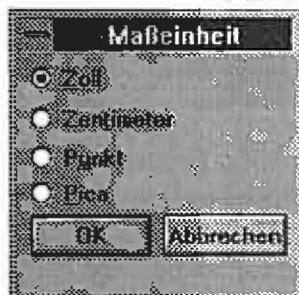 Maßeinheit
Zoll
Zentimeter
Punkt
Pica
OK
Abbrechen